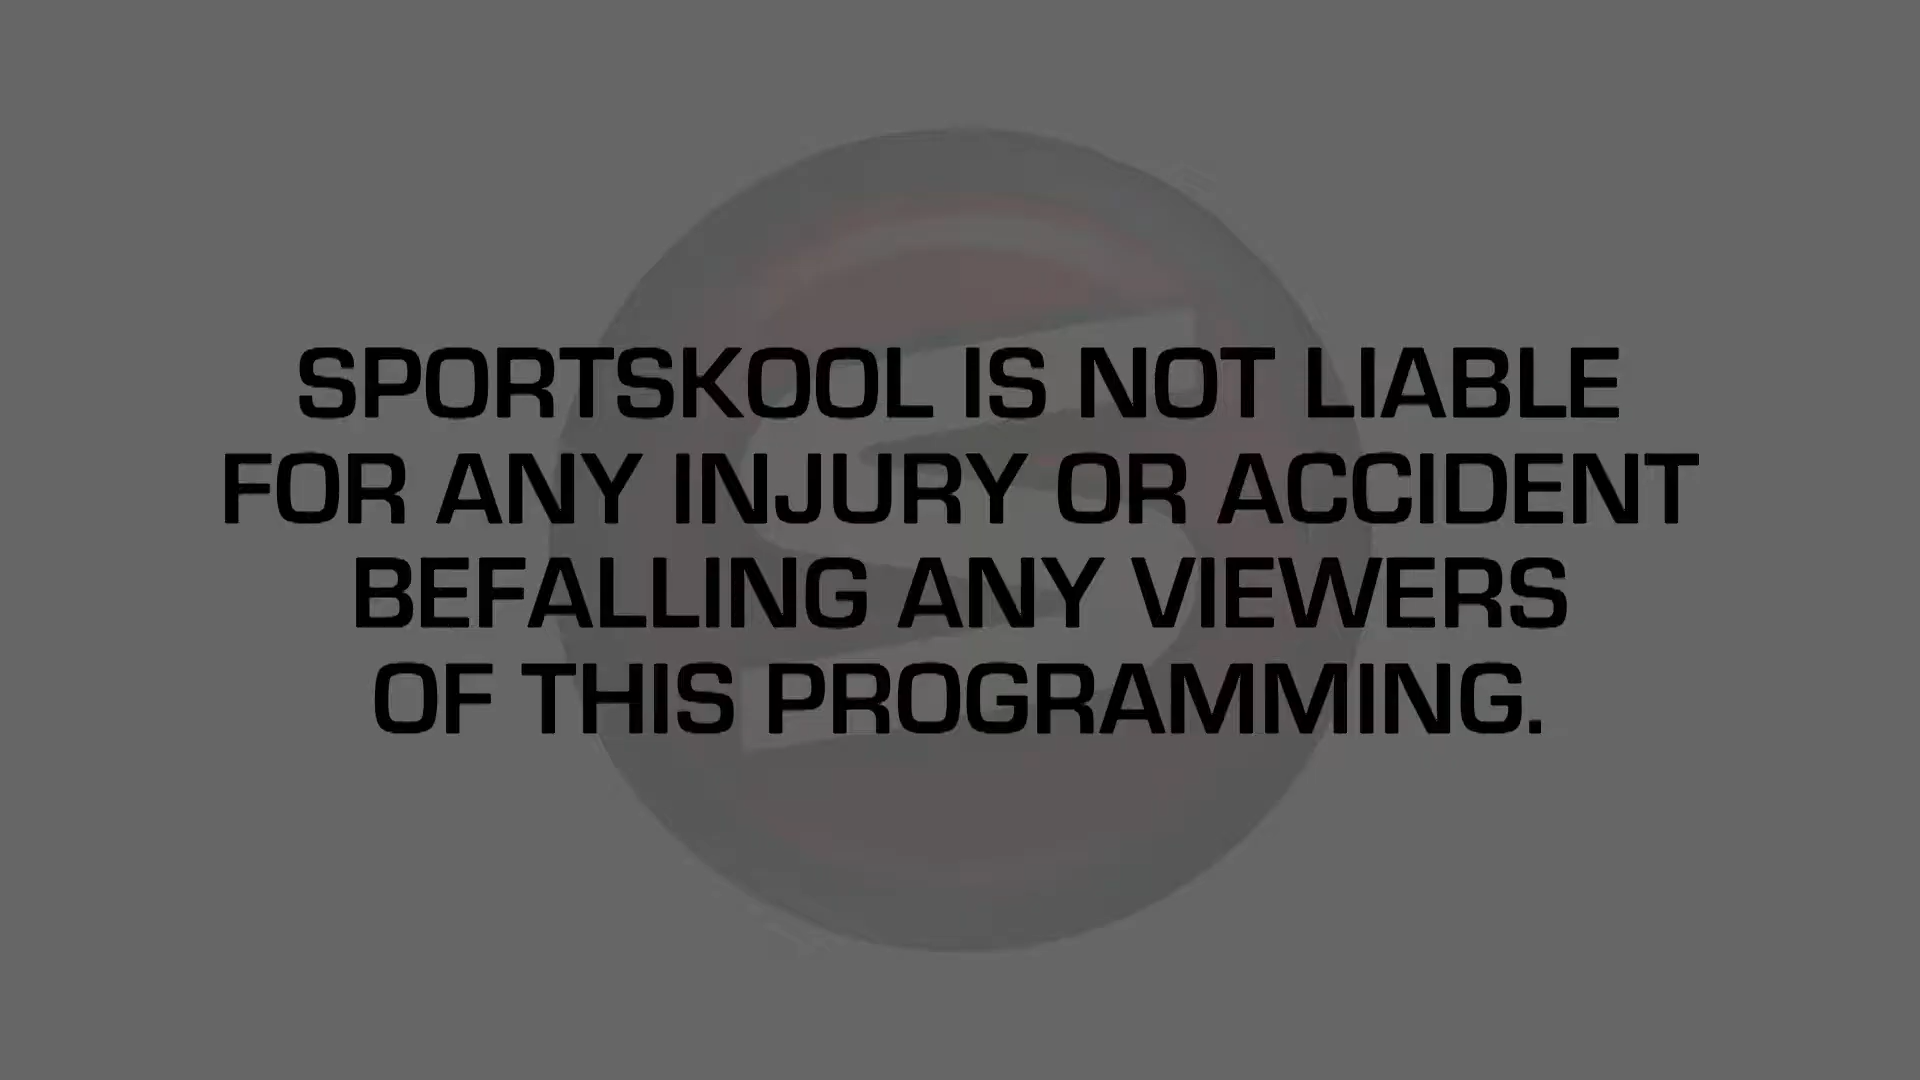 SPORTSKOOL IS NOT LIABLE
FOR ANY INJURY OR ACCIDENT
BEFALLING ANY VIEWERS
OF THIS PROGRAMMING.